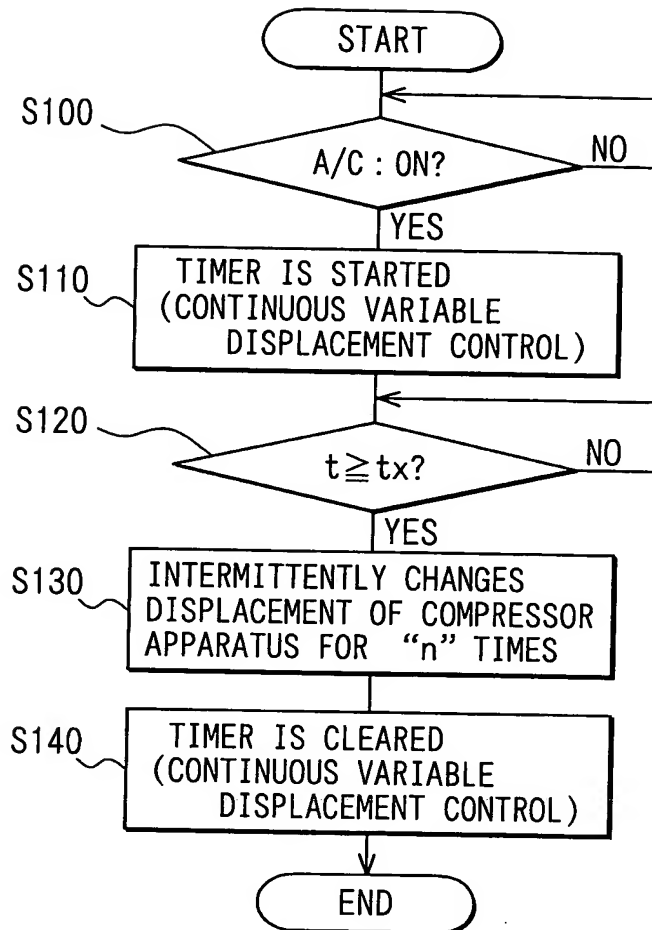 START
S100
A/C : ON?
NO
YES
S110
TIMER IS STARTED
(CONTINUOUS VARIABLE
DISPLACEMENT CONTROL)
S120
t≧tx?
NO
YES
S130
INTERMITTENTLY CHANGES
DISPLACEMENT OF COMPRESSOR
APPARATUS FOR “n” TIMES
S140
TIMER IS CLEARED
(CONTINUOUS VARIABLE
DISPLACEMENT CONTROL)
END